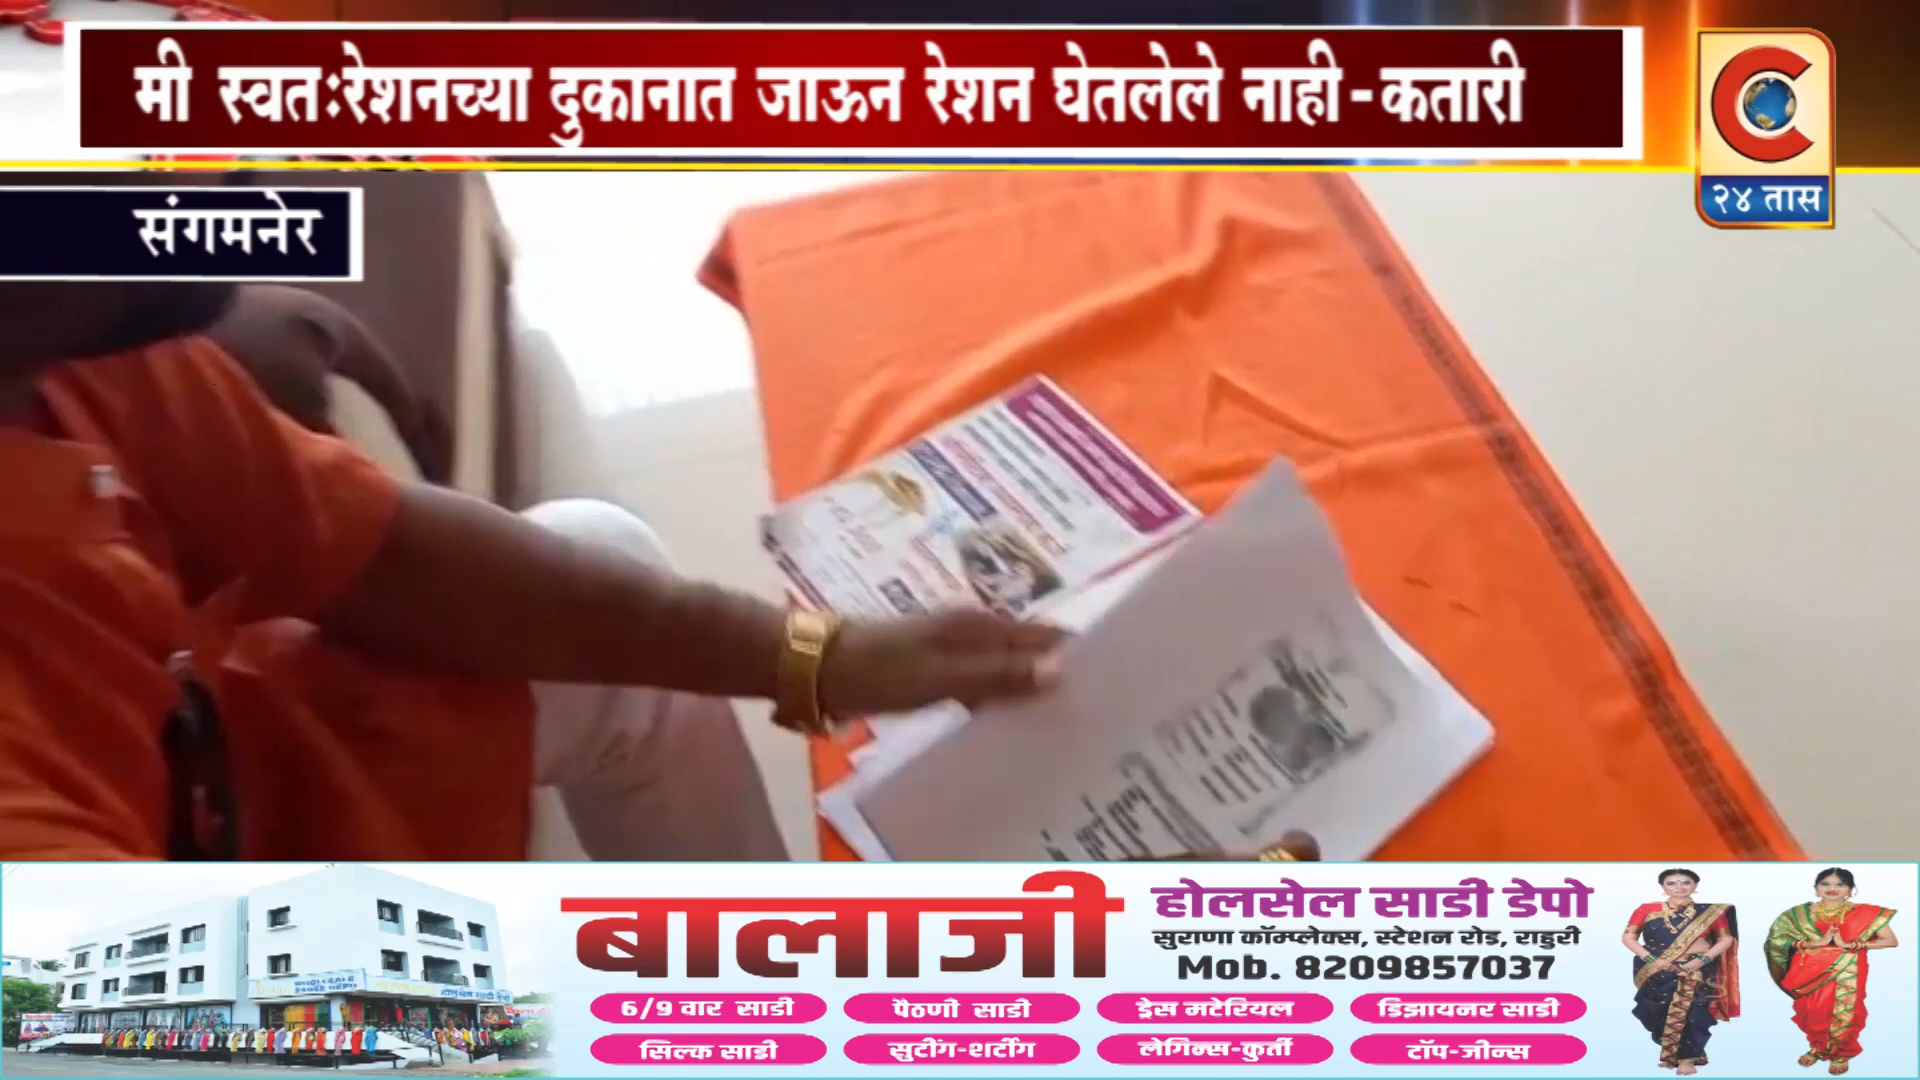 मी स्वतःरेशनच्या दुकानात जाऊन रेशन घेतलेले नाही-कतारी
२४ तास
संगमनेर
बालाजी
होलसेल साडी डेपो
सुराणा कॉम्प्लेक्स, स्टेशन रोड, राहुरी
Mob. 8209857037
6/9 वार साडी
पैठणी साडी
ड्रेस मटेरियल
डिझायनर साडी
सिल्क साडी
सुटींग-शर्टींग
लेगिन्स-कुर्ती
टॉप-जीन्स